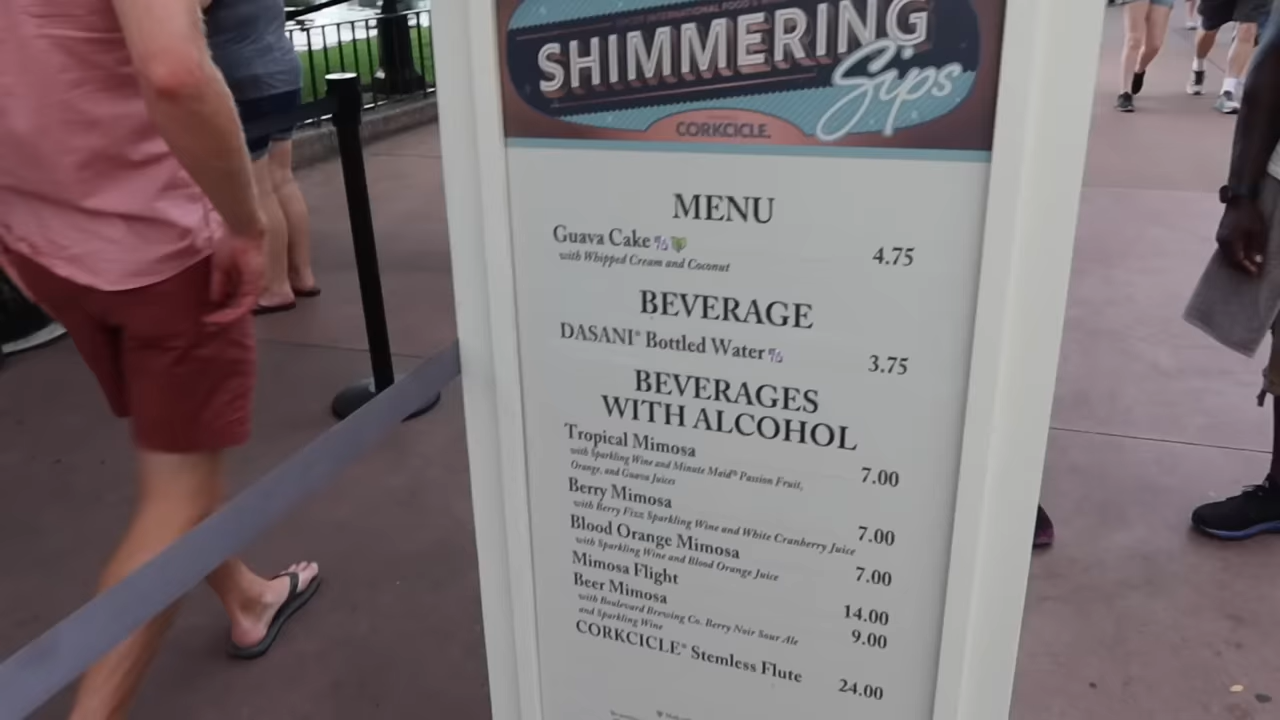 EPCOT INTERNATIONAL FOOD &
SHIMMERING
Sips
CORKCICLE.
MENU
Guava Cake
4.75
with Whipped Cream and Coconut
BEVERAGE
DASANI® Bottled Water
3.75
BEVERAGES
WITH ALCOHOL
Tropical Mimosa
7.00
with Sparkling Wine and Minute Maid® Passion Fruit,
Orange, and Guava Juices
Berry Mimosa
7.00
with Berry Fizz Sparkling Wine and White Cranberry Juice
Blood Orange Mimosa
7.00
with Sparkling Wine and Blood Orange Juice
Mimosa Flight
14.00
Beer Mimosa
9.00
with Boulevard Brewing Co. Berry Noir Sour Ale
and Sparkling Wine
CORKCICLE® Stemless Flute
24.00